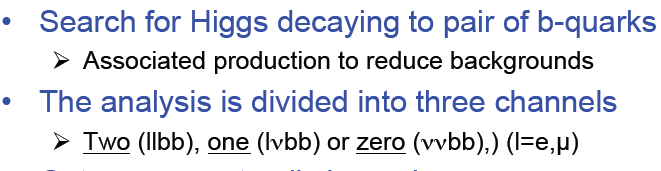 • Search for Higgs decaying to pair of b-quarks
➢ Associated production to reduce backgrounds
• The analysis is divided into three channels
➢ Two (llbb), one (lνbb) or zero (ννbb),) (l=e,μ)